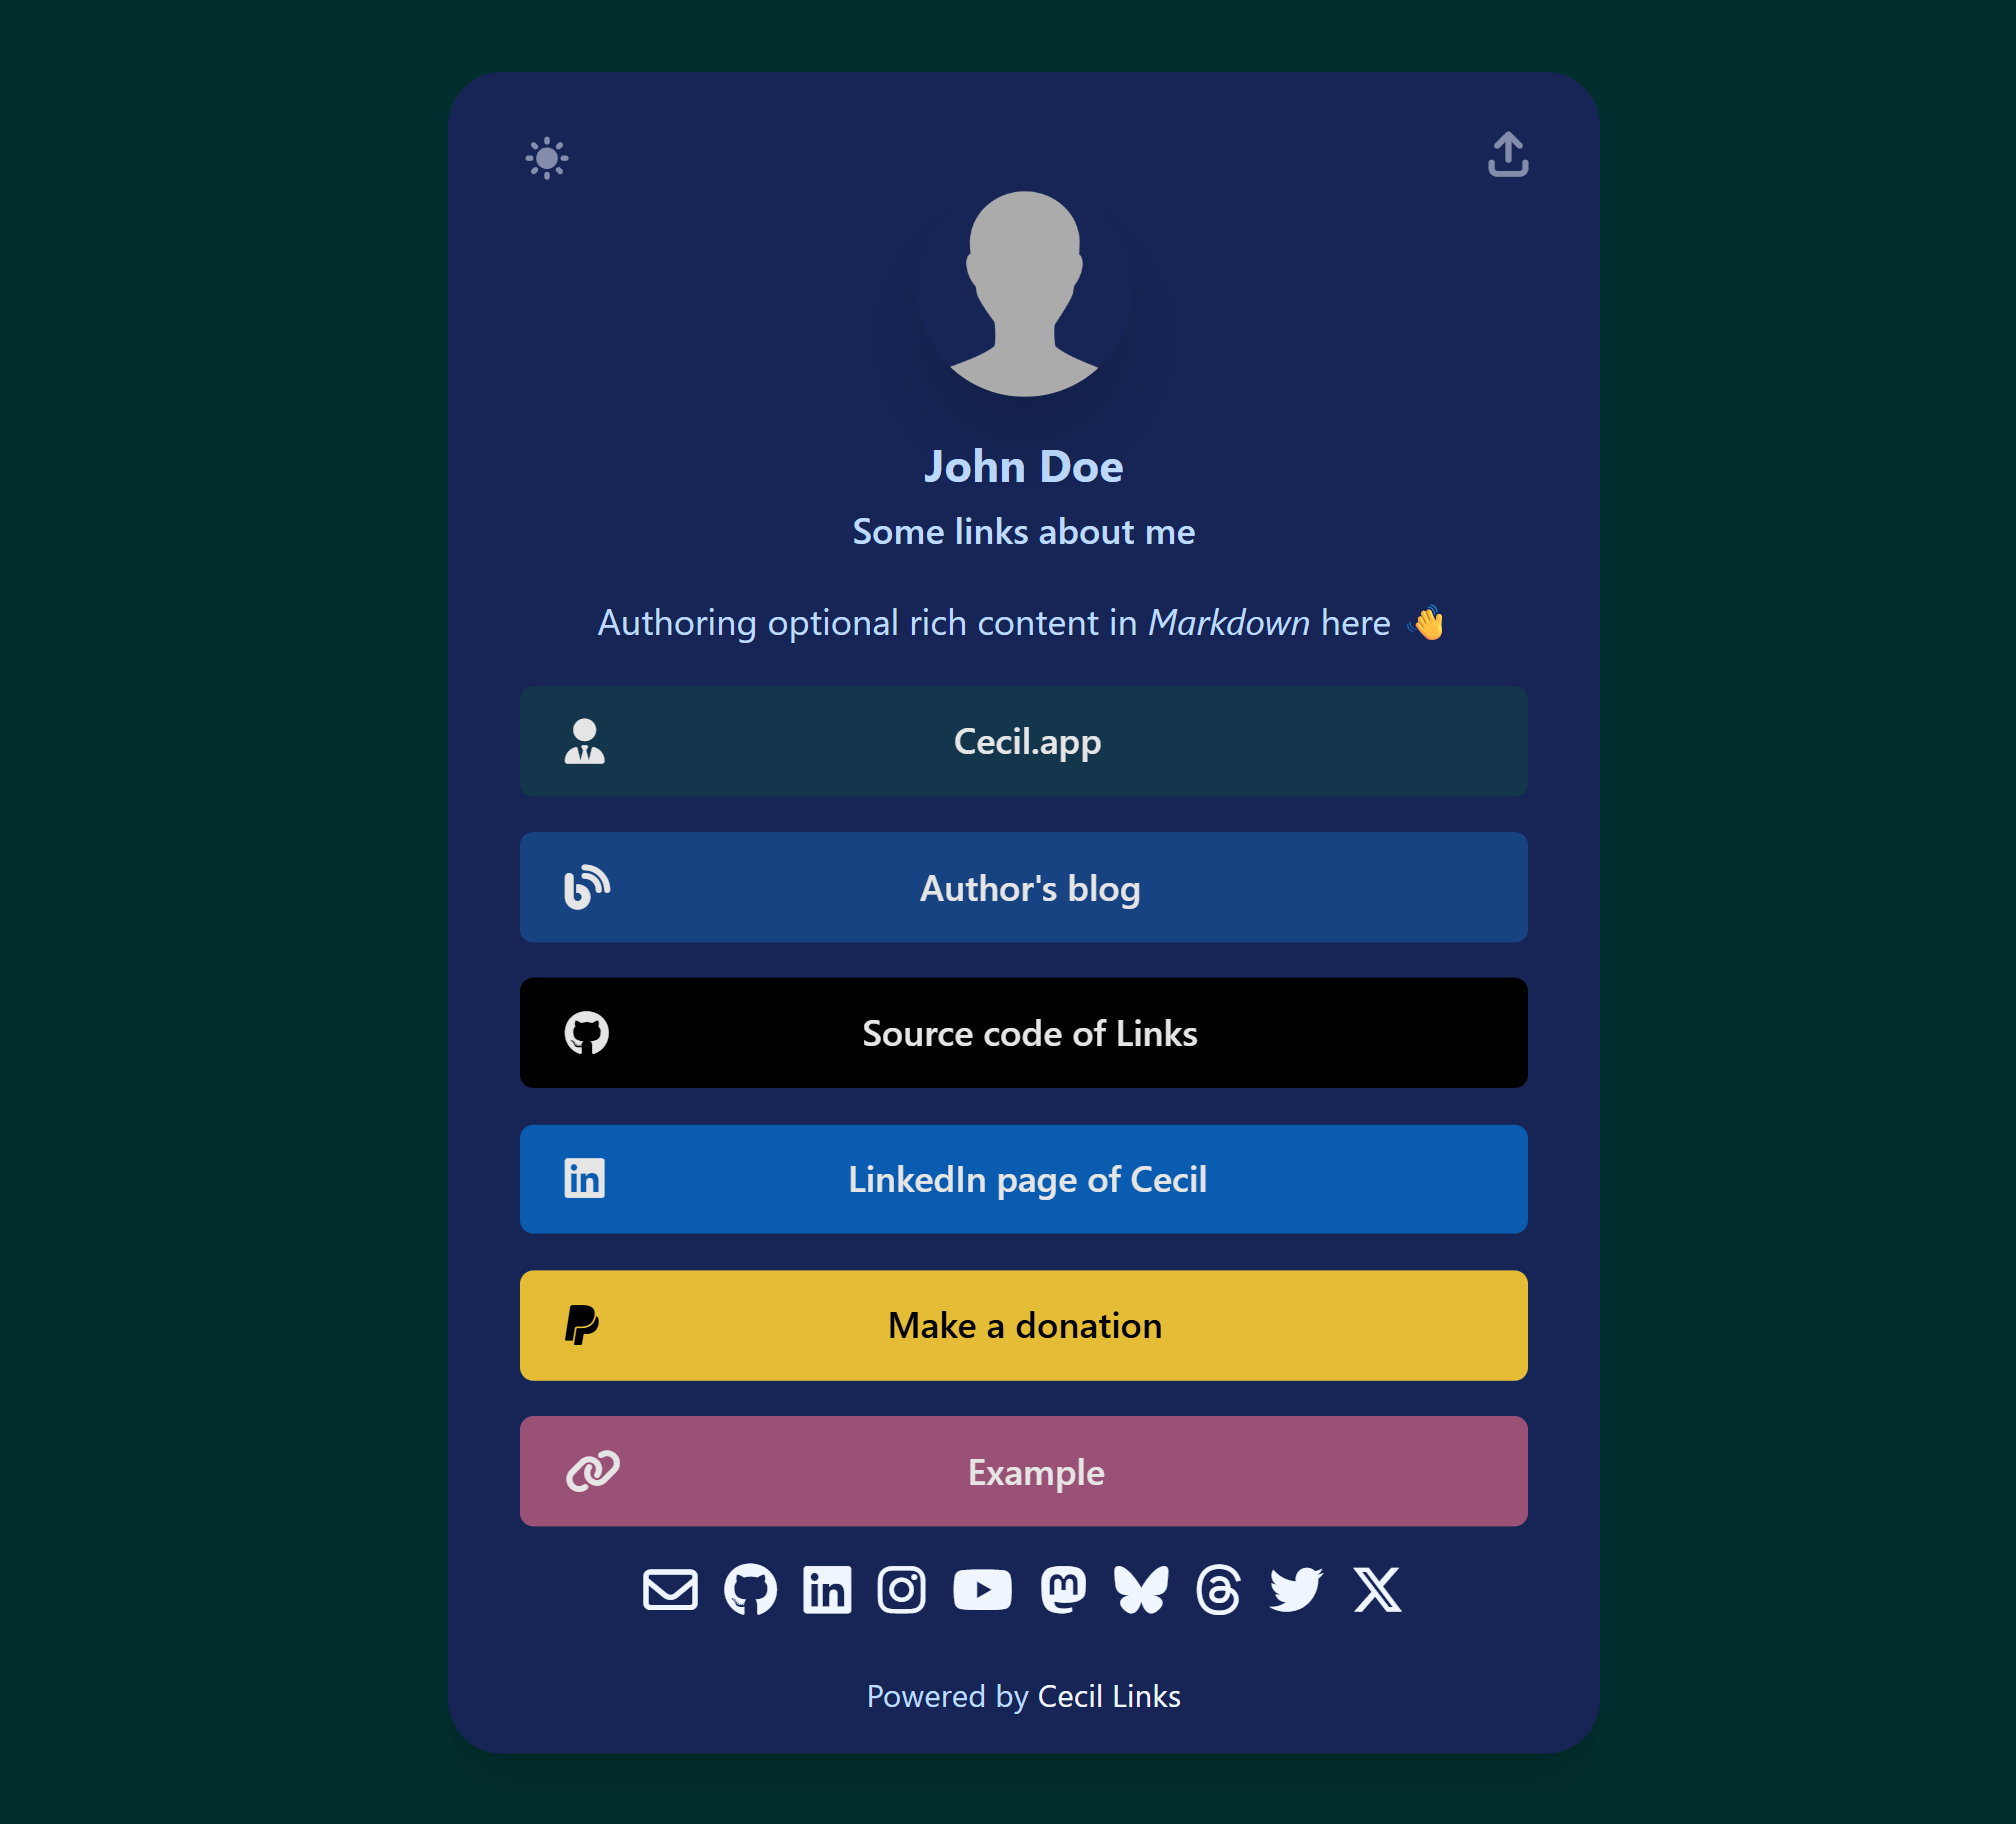 John Doe
Some links about me
Authoring optional rich content in Markdown here 👋
Cecil.app
Author's blog
Source code of Links
LinkedIn page of Cecil
Make a donation
Example
Powered by Cecil Links